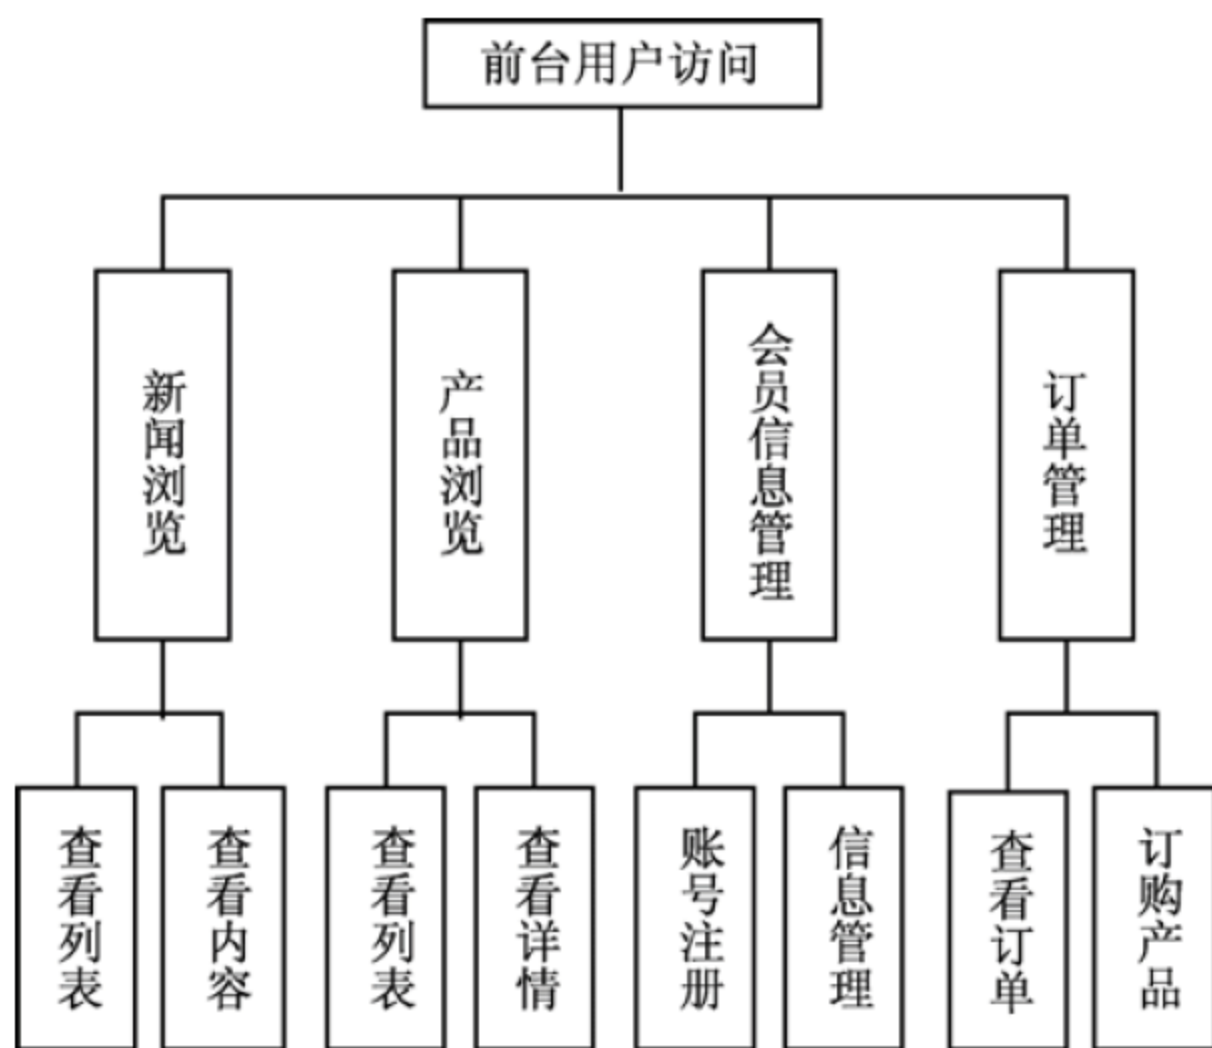 前台用户访问
新闻浏览
产品浏览
会员信息管理
订单管理
查看列表
查看内容
查看列表
查看详情
账号注册
信息管理
查看订单
订购产品